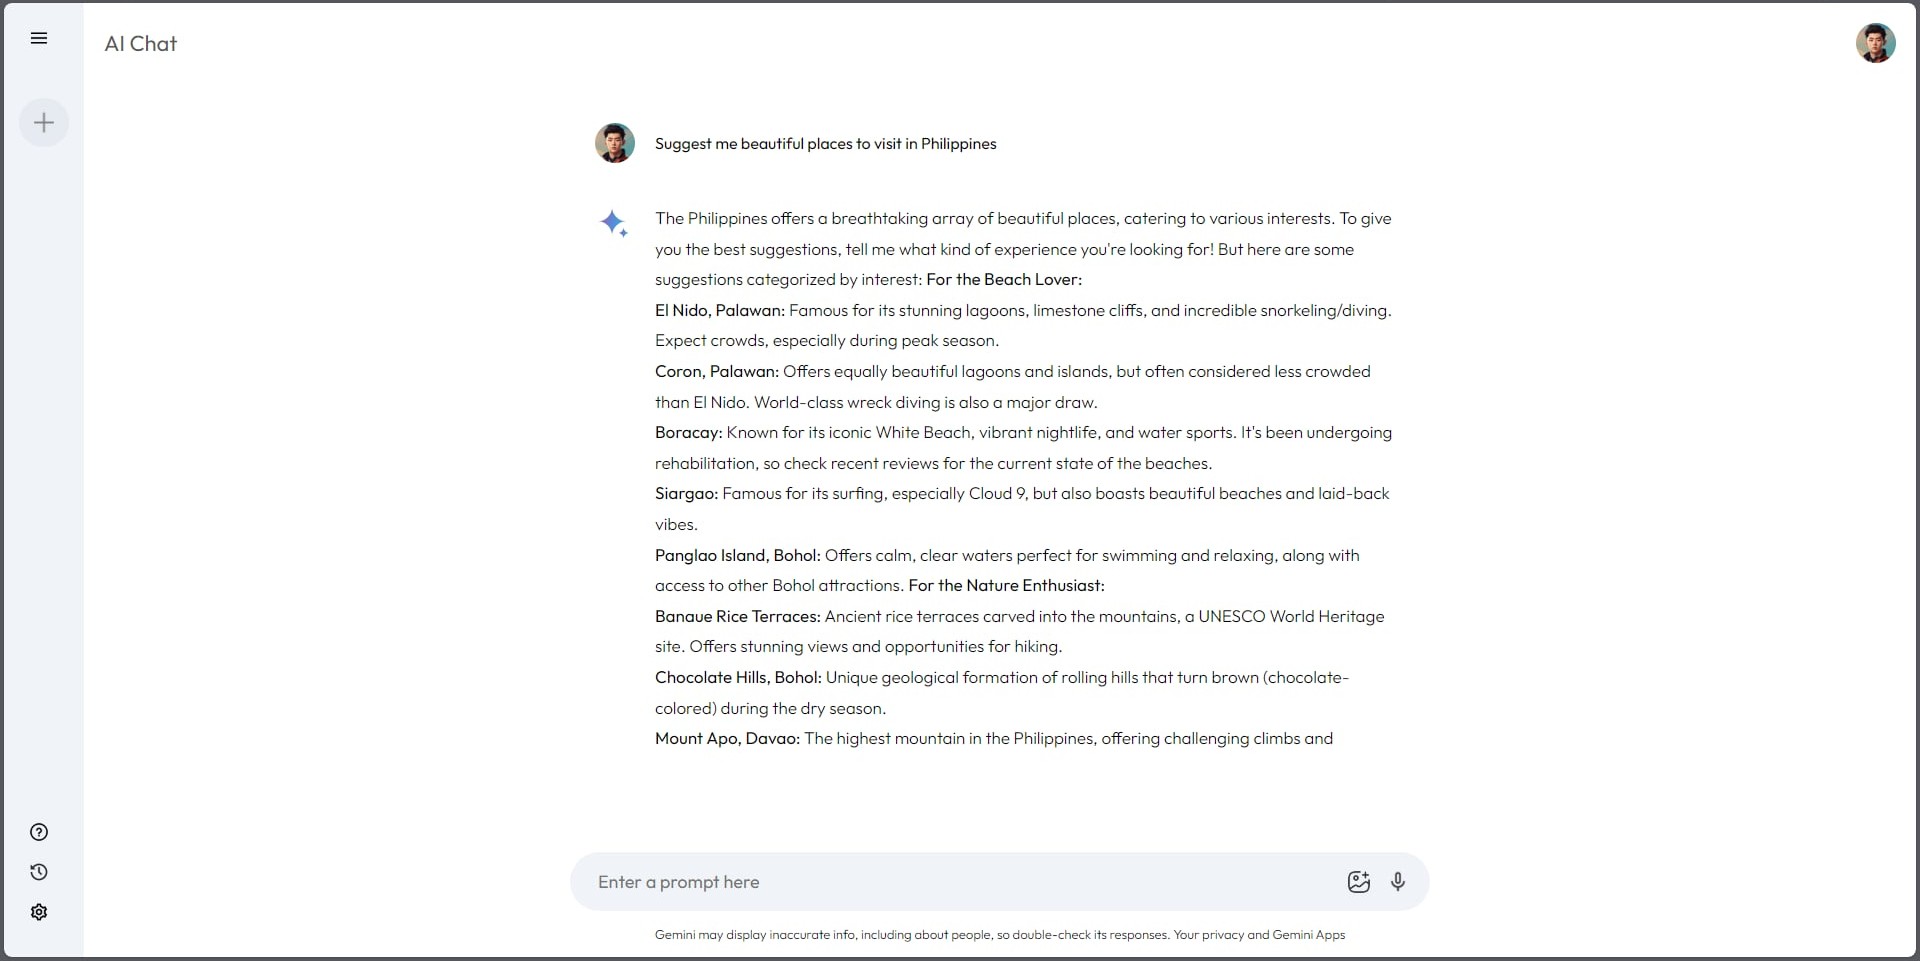 AI Chat
Suggest me beautiful places to visit in Philippines
The Philippines offers a breathtaking array of beautiful places, catering to various interests. To give
you the best suggestions, tell me what kind of experience you're looking for! But here are some
suggestions categorized by interest: For the Beach Lover:
El Nido, Palawan: Famous for its stunning lagoons, limestone cliffs, and incredible snorkeling/diving.
Expect crowds, especially during peak season.
Coron, Palawan: Offers equally beautiful lagoons and islands, but often considered less crowded
than El Nido. World-class wreck diving is also a major draw.
Boracay: Known for its iconic White Beach, vibrant nightlife, and water sports. It's been undergoing
rehabilitation, so check recent reviews for the current state of the beaches.
Siargao: Famous for its surfing, especially Cloud 9, but also boasts beautiful beaches and laid-back
vibes.
Panglao Island, Bohol: Offers calm, clear waters perfect for swimming and relaxing, along with
access to other Bohol attractions. For the Nature Enthusiast:
Banaue Rice Terraces: Ancient rice terraces carved into the mountains, a UNESCO World Heritage
site. Offers stunning views and opportunities for hiking.
Chocolate Hills, Bohol: Unique geological formation of rolling hills that turn brown (chocolate-
colored) during the dry season.
Mount Apo, Davao: The highest mountain in the Philippines, offering challenging climbs and
Enter a prompt here
Gemini may display inaccurate info, including about people, so double-check its responses. Your privacy and Gemini Apps